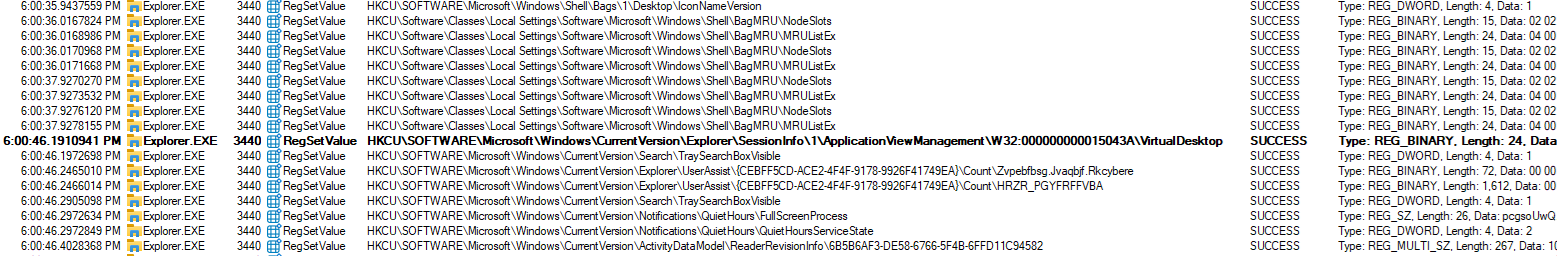 6:00:35.9437559 PM Explorer.EXE 3440 RegSetValue HKCU\SOFTWARE\Microsoft\Windows\Shell\Bags\1\Desktop\IconNameVersion SUCCESS Type: REG_DWORD, Length: 4, Data: 1
6:00:36.0167824 PM Explorer.EXE 3440 RegSetValue HKCU\Software\Classes\Local Settings\Software\Microsoft\Windows\Shell\BagMRU\NodeSlots SUCCESS Type: REG_BINARY, Length: 15, Data: 02 02
6:00:36.0168986 PM Explorer.EXE 3440 RegSetValue HKCU\Software\Classes\Local Settings\Software\Microsoft\Windows\Shell\BagMRU\MRUListEx SUCCESS Type: REG_BINARY, Length: 24, Data: 04 00
6:00:36.0170968 PM Explorer.EXE 3440 RegSetValue HKCU\Software\Classes\Local Settings\Software\Microsoft\Windows\Shell\BagMRU\NodeSlots SUCCESS Type: REG_BINARY, Length: 15, Data: 02 02
6:00:36.0171668 PM Explorer.EXE 3440 RegSetValue HKCU\Software\Classes\Local Settings\Software\Microsoft\Windows\Shell\BagMRU\MRUListEx SUCCESS Type: REG_BINARY, Length: 24, Data: 04 00
6:00:37.9270270 PM Explorer.EXE 3440 RegSetValue HKCU\Software\Classes\Local Settings\Software\Microsoft\Windows\Shell\BagMRU\NodeSlots SUCCESS Type: REG_BINARY, Length: 15, Data: 02 02
6:00:37.9273532 PM Explorer.EXE 3440 RegSetValue HKCU\Software\Classes\Local Settings\Software\Microsoft\Windows\Shell\BagMRU\MRUListEx SUCCESS Type: REG_BINARY, Length: 24, Data: 04 00
6:00:37.9276120 PM Explorer.EXE 3440 RegSetValue HKCU\Software\Classes\Local Settings\Software\Microsoft\Windows\Shell\BagMRU\NodeSlots SUCCESS Type: REG_BINARY, Length: 15, Data: 02 02
6:00:37.9278155 PM Explorer.EXE 3440 RegSetValue HKCU\Software\Classes\Local Settings\Software\Microsoft\Windows\Shell\BagMRU\MRUListEx SUCCESS Type: REG_BINARY, Length: 24, Data: 04 00
6:00:46.1910941 PM Explorer.EXE 3440 RegSetValue HKCU\SOFTWARE\Microsoft\Windows\CurrentVersion\Explorer\SessionInfo\1\ApplicationViewManagement\W32:000000000015043A\VirtualDesktop SUCCESS Type: REG_BINARY, Length: 24, Data
6:00:46.1972698 PM Explorer.EXE 3440 RegSetValue HKCU\SOFTWARE\Microsoft\Windows\CurrentVersion\Search\TraySearchBoxVisible SUCCESS Type: REG_DWORD, Length: 4, Data: 1
6:00:46.2465010 PM Explorer.EXE 3440 RegSetValue HKCU\SOFTWARE\Microsoft\Windows\CurrentVersion\Explorer\UserAssist\{CEBFF5CD-ACE2-4F4F-9178-9926F41749EA}\Count\Zvpebfbsg.Jvaqbjf.Rkcybere SUCCESS Type: REG_BINARY, Length: 72, Data: 00 00
6:00:46.2466014 PM Explorer.EXE 3440 RegSetValue HKCU\SOFTWARE\Microsoft\Windows\CurrentVersion\Explorer\UserAssist\{CEBFF5CD-ACE2-4F4F-9178-9926F41749EA}\Count\HRZR_PGYFRFFVBA SUCCESS Type: REG_BINARY, Length: 1,612, Data: 00
6:00:46.2905098 PM Explorer.EXE 3440 RegSetValue HKCU\SOFTWARE\Microsoft\Windows\CurrentVersion\Search\TraySearchBoxVisible SUCCESS Type: REG_DWORD, Length: 4, Data: 1
6:00:46.2972634 PM Explorer.EXE 3440 RegSetValue HKCU\SOFTWARE\Microsoft\Windows\CurrentVersion\Notifications\QuietHours\FullScreenProcess SUCCESS Type: REG_SZ, Length: 26, Data: pcgsoUwQ
6:00:46.2972849 PM Explorer.EXE 3440 RegSetValue HKCU\SOFTWARE\Microsoft\Windows\CurrentVersion\Notifications\QuietHours\QuietHoursServiceState SUCCESS Type: REG_DWORD, Length: 4, Data: 2
6:00:46.4028368 PM Explorer.EXE 3440 RegSetValue HKCU\SOFTWARE\Microsoft\Windows\CurrentVersion\ActivityDataModel\ReaderRevisionInfo\6B5B6AF3-DE58-6766-5F4B-6FFD11C94582 SUCCESS Type: REG_MULTI_SZ, Length: 267, Data: 10